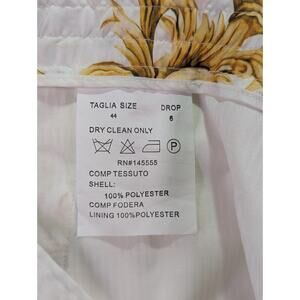 TAGLIA SIZE DROP
44 6
DRY CLEAN ONLY
P
RN#145555
COMP TESSUTO
SHELL:
100% POLYESTER
COMP FODERA
LINING 100%POLYESTER